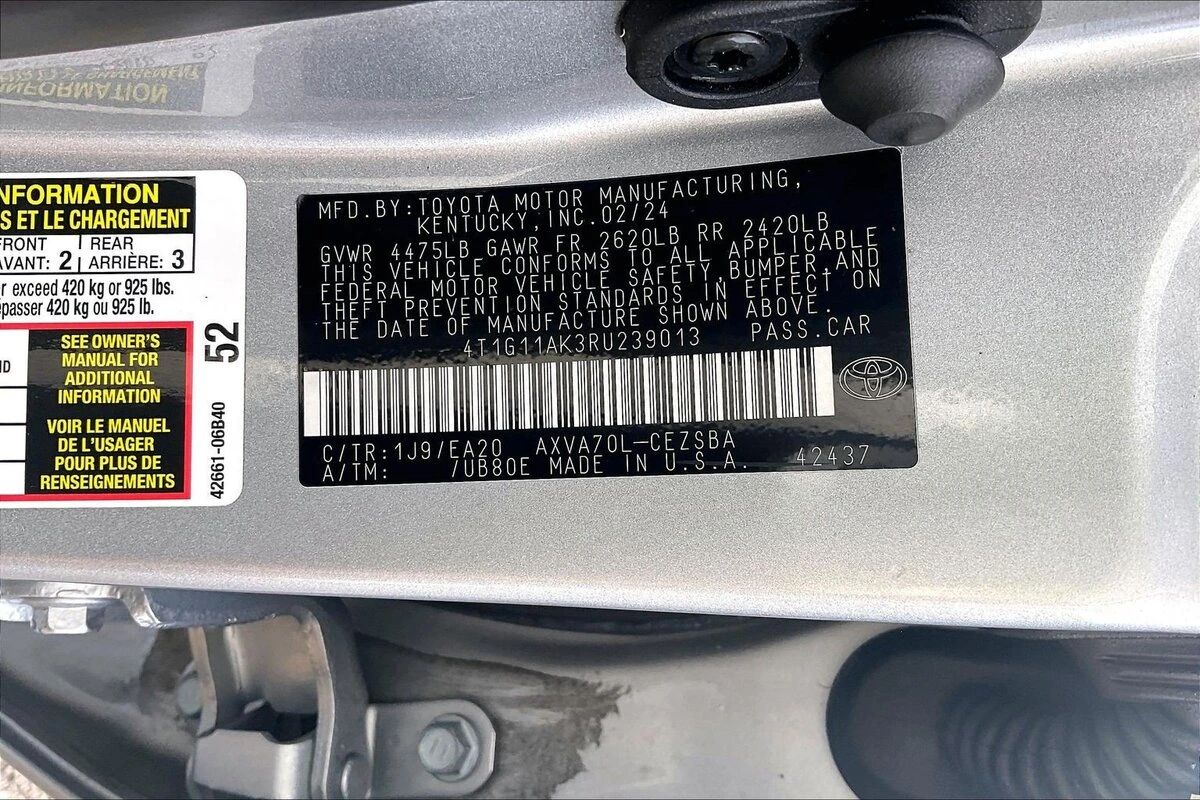 NFORMATION
S ET LE CHARGEMENT
FRONT REAR
AVANT: 2 ARRIÈRE: 3
r exceed 420 kg or 925 lbs.
épasser 420 kg ou 925 lb.
SEE OWNER'S
MANUAL FOR
ADDITIONAL
INFORMATION
VOIR LE MANUEL
DE L'USAGER
POUR PLUS DE
RENSEIGNEMENTS
52
42661-06B40
MFD.BY:TOYOTA MOTOR MANUFACTURING,
KENTUCKY,INC.02/24
GVWR 4475LB GAWR FR 2620LB RR 2420LB
THIS VEHICLE CONFORMS TO ALL APPLICABLE
FEDERAL MOTOR VEHICLE SAFETY,BUMPER,AND
THEFT PREVENTION STANDARDS IN EFFECT ON
THE DATE OF MANUFACTURE SHOWN ABOVE.
4T1G11AK3RU239013 PASS.CAR
C/TR:1J9/EA20 AXVA70L-CEZSBA
A/TM: /UB80E MADE IN U.S.A. 42437